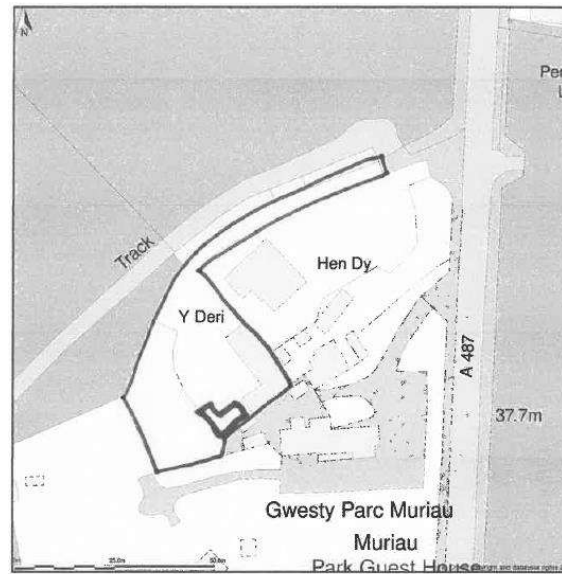 N
Track
Hen Dy
Y Deri
A 487
37.7m
Gwesty Parc Muriau
Muriau
Park Guest House